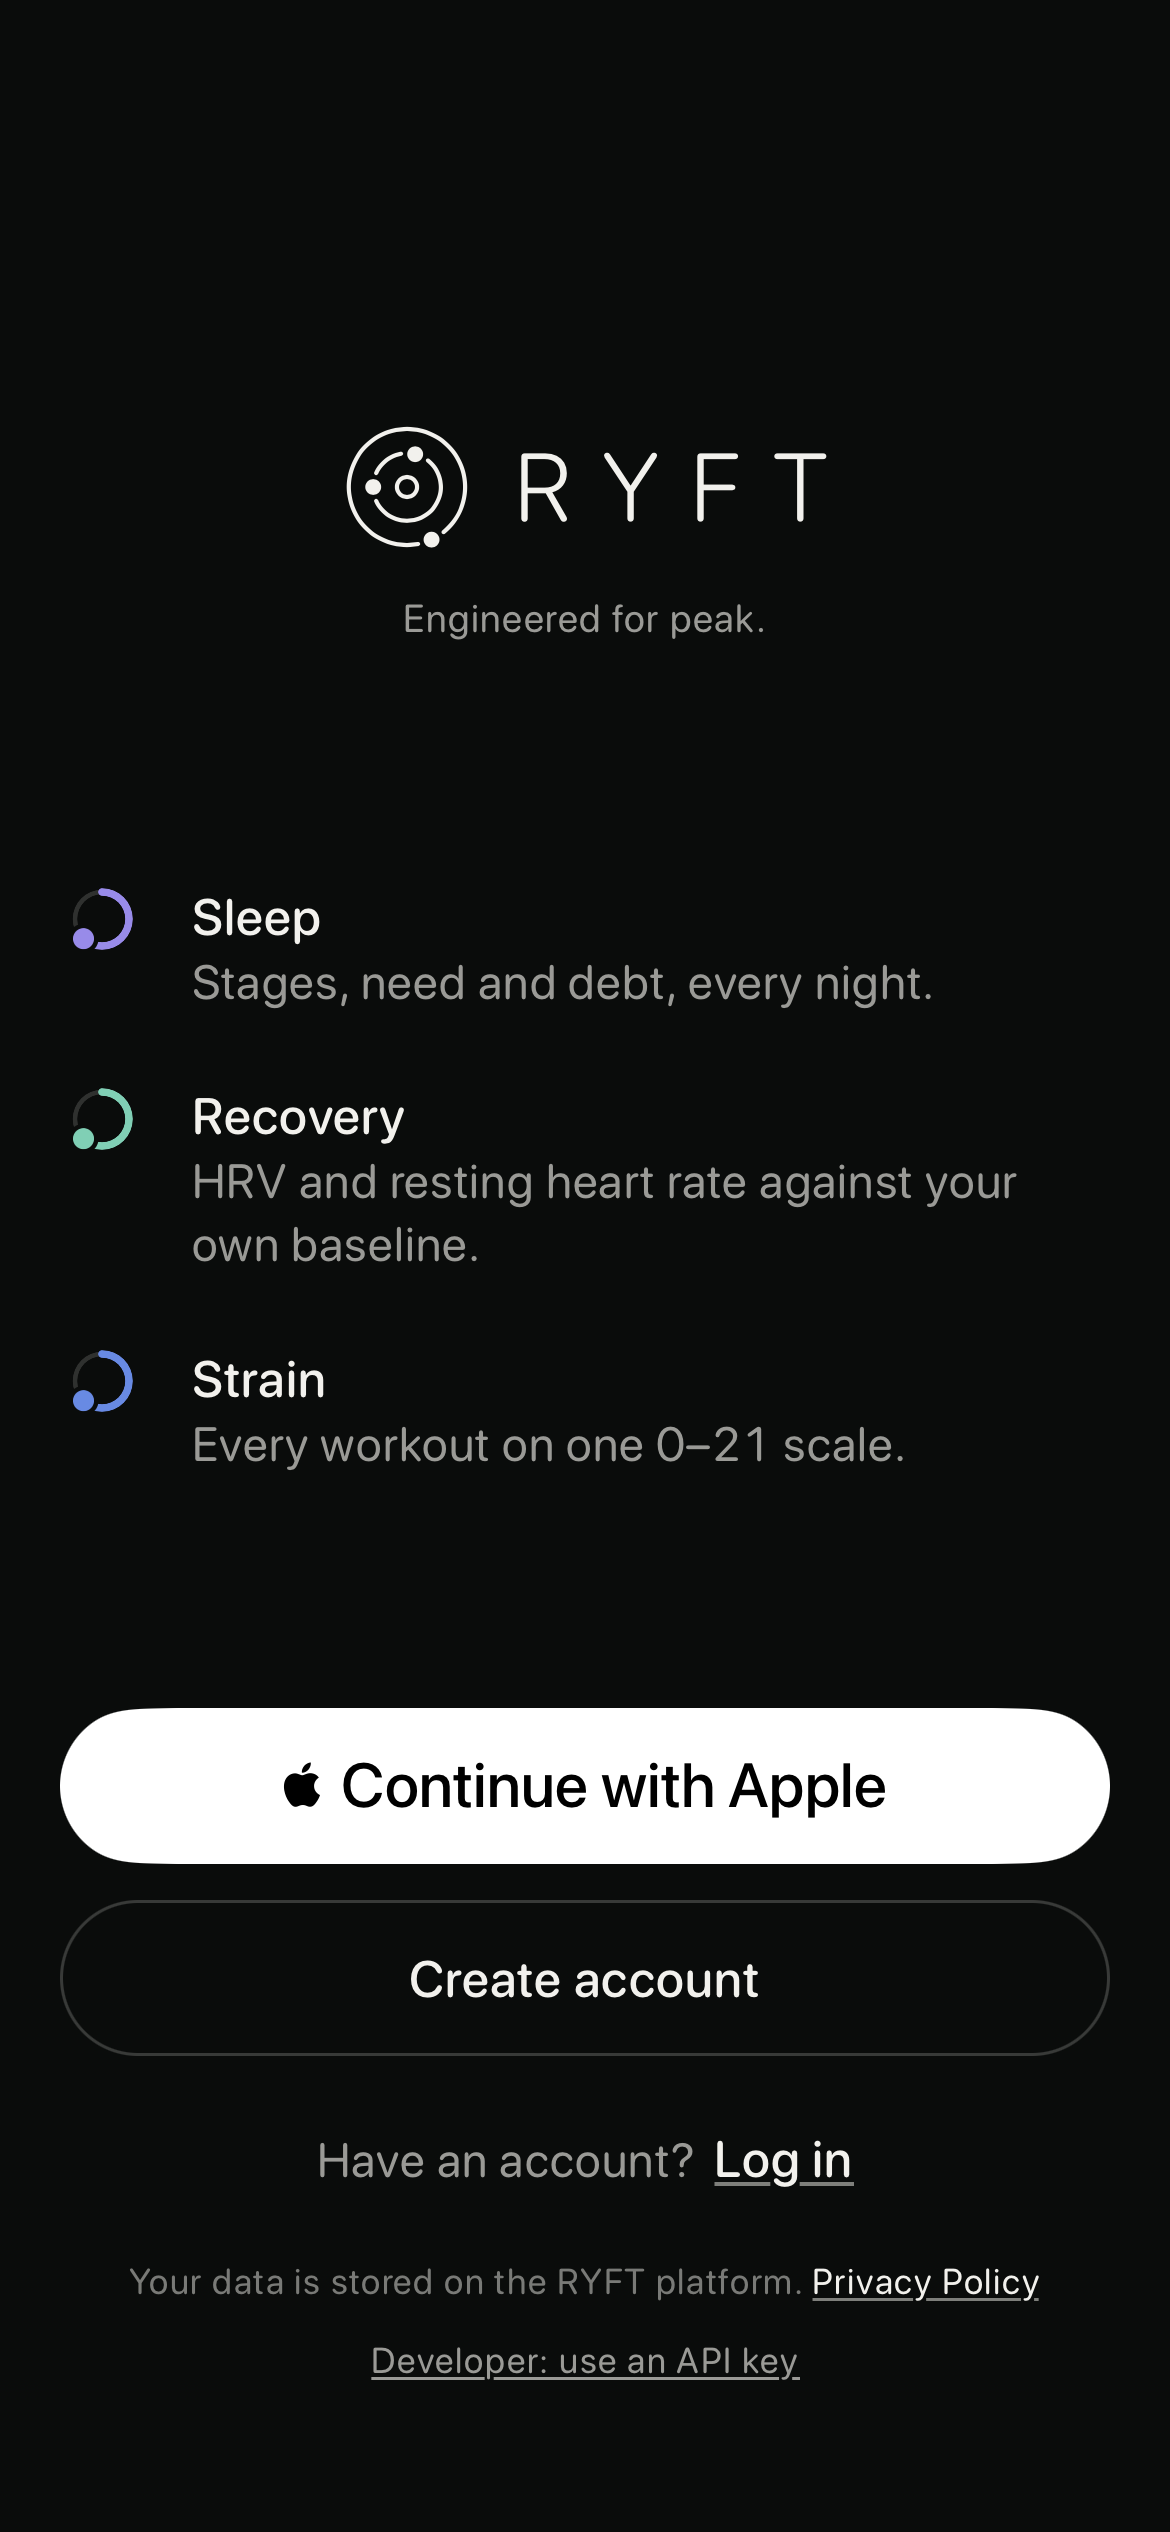 RYFT
Engineered for peak.
Sleep
Stages, need and debt, every night.
Recovery
HRV and resting heart rate against your
own baseline.
Strain
Every workout on one 0–21 scale.
Continue with Apple
Create account
Have an account? Log in
Your data is stored on the RYFT platform. Privacy Policy
Developer: use an API key